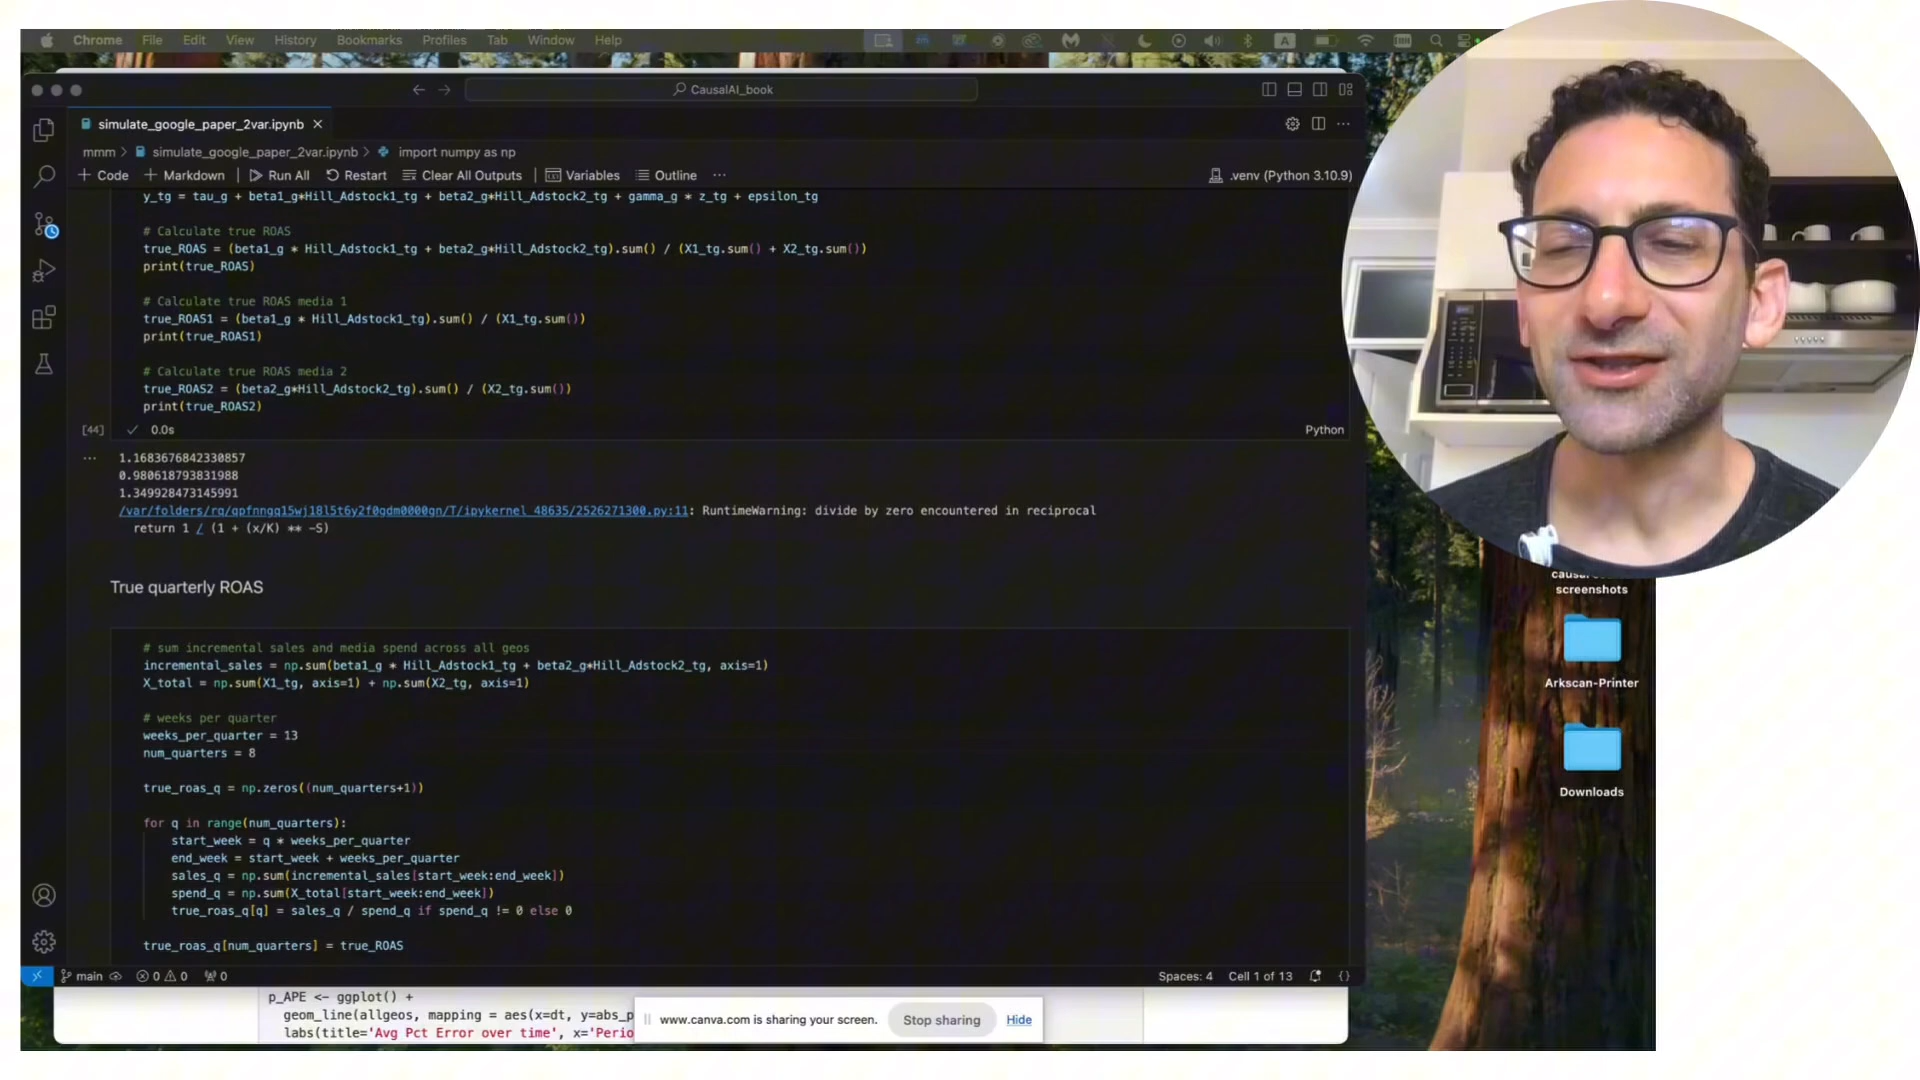 Chrome File Edit View History Bookmarks Profiles Tab Window Help
CausalAI_book
simulate_google_paper_2var.ipynb
mmm > simulate_google_paper_2var.ipynb > import numpy as np
+ Code + Markdown Run All Restart Clear All Outputs Variables Outline ... .venv (Python 3.10.9)
y_tg = tau_g + beta1_g*Hill_Adstock1_tg + beta2_g*Hill_Adstock2_tg + gamma_g * z_tg + epsilon_tg
# Calculate true ROAS
true_ROAS = (beta1_g * Hill_Adstock1_tg + beta2_g*Hill_Adstock2_tg).sum() / (X1_tg.sum() + X2_tg.sum())
print(true_ROAS)
# Calculate true ROAS media 1
true_ROAS1 = (beta1_g * Hill_Adstock1_tg).sum() / (X1_tg.sum())
print(true_ROAS1)
# Calculate true ROAS media 2
true_ROAS2 = (beta2_g*Hill_Adstock2_tg).sum() / (X2_tg.sum())
print(true_ROAS2)
[44] 0.0s Python
1.1683676842330857
0.980618793831988
1.349928473145991
/var/folders/rq/qpfnngq15wj18l5t6y2f0gdm0000gn/T/ipykernel_48635/2526271300.py:11: RuntimeWarning: divide by zero encountered in reciprocal
return 1 / (1 + (x/K) ** -S)
True quarterly ROAS
# sum incremental sales and media spend across all geos
incremental_sales = np.sum(beta1_g * Hill_Adstock1_tg + beta2_g*Hill_Adstock2_tg, axis=1)
X_total = np.sum(X1_tg, axis=1) + np.sum(X2_tg, axis=1)
# weeks per quarter
weeks_per_quarter = 13
num_quarters = 8
true_roas_q = np.zeros((num_quarters+1))
for q in range(num_quarters):
start_week = q * weeks_per_quarter
end_week = start_week + weeks_per_quarter
sales_q = np.sum(incremental_sales[start_week:end_week])
spend_q = np.sum(X_total[start_week:end_week])
true_roas_q[q] = sales_q / spend_q if spend_q != 0 else 0
true_roas_q[num_quarters] = true_ROAS
main 0 0 0 Spaces: 4 Cell 1 of 13 {}
p_APE <- ggplot() +
geom_line(allgeos, mapping = aes(x=dt, y=abs_p
labs(title='Avg Pct Error over time', x='Perio
www.canva.com is sharing your screen. Stop sharing Hide
screenshots
Arkscan-Printer
Downloads